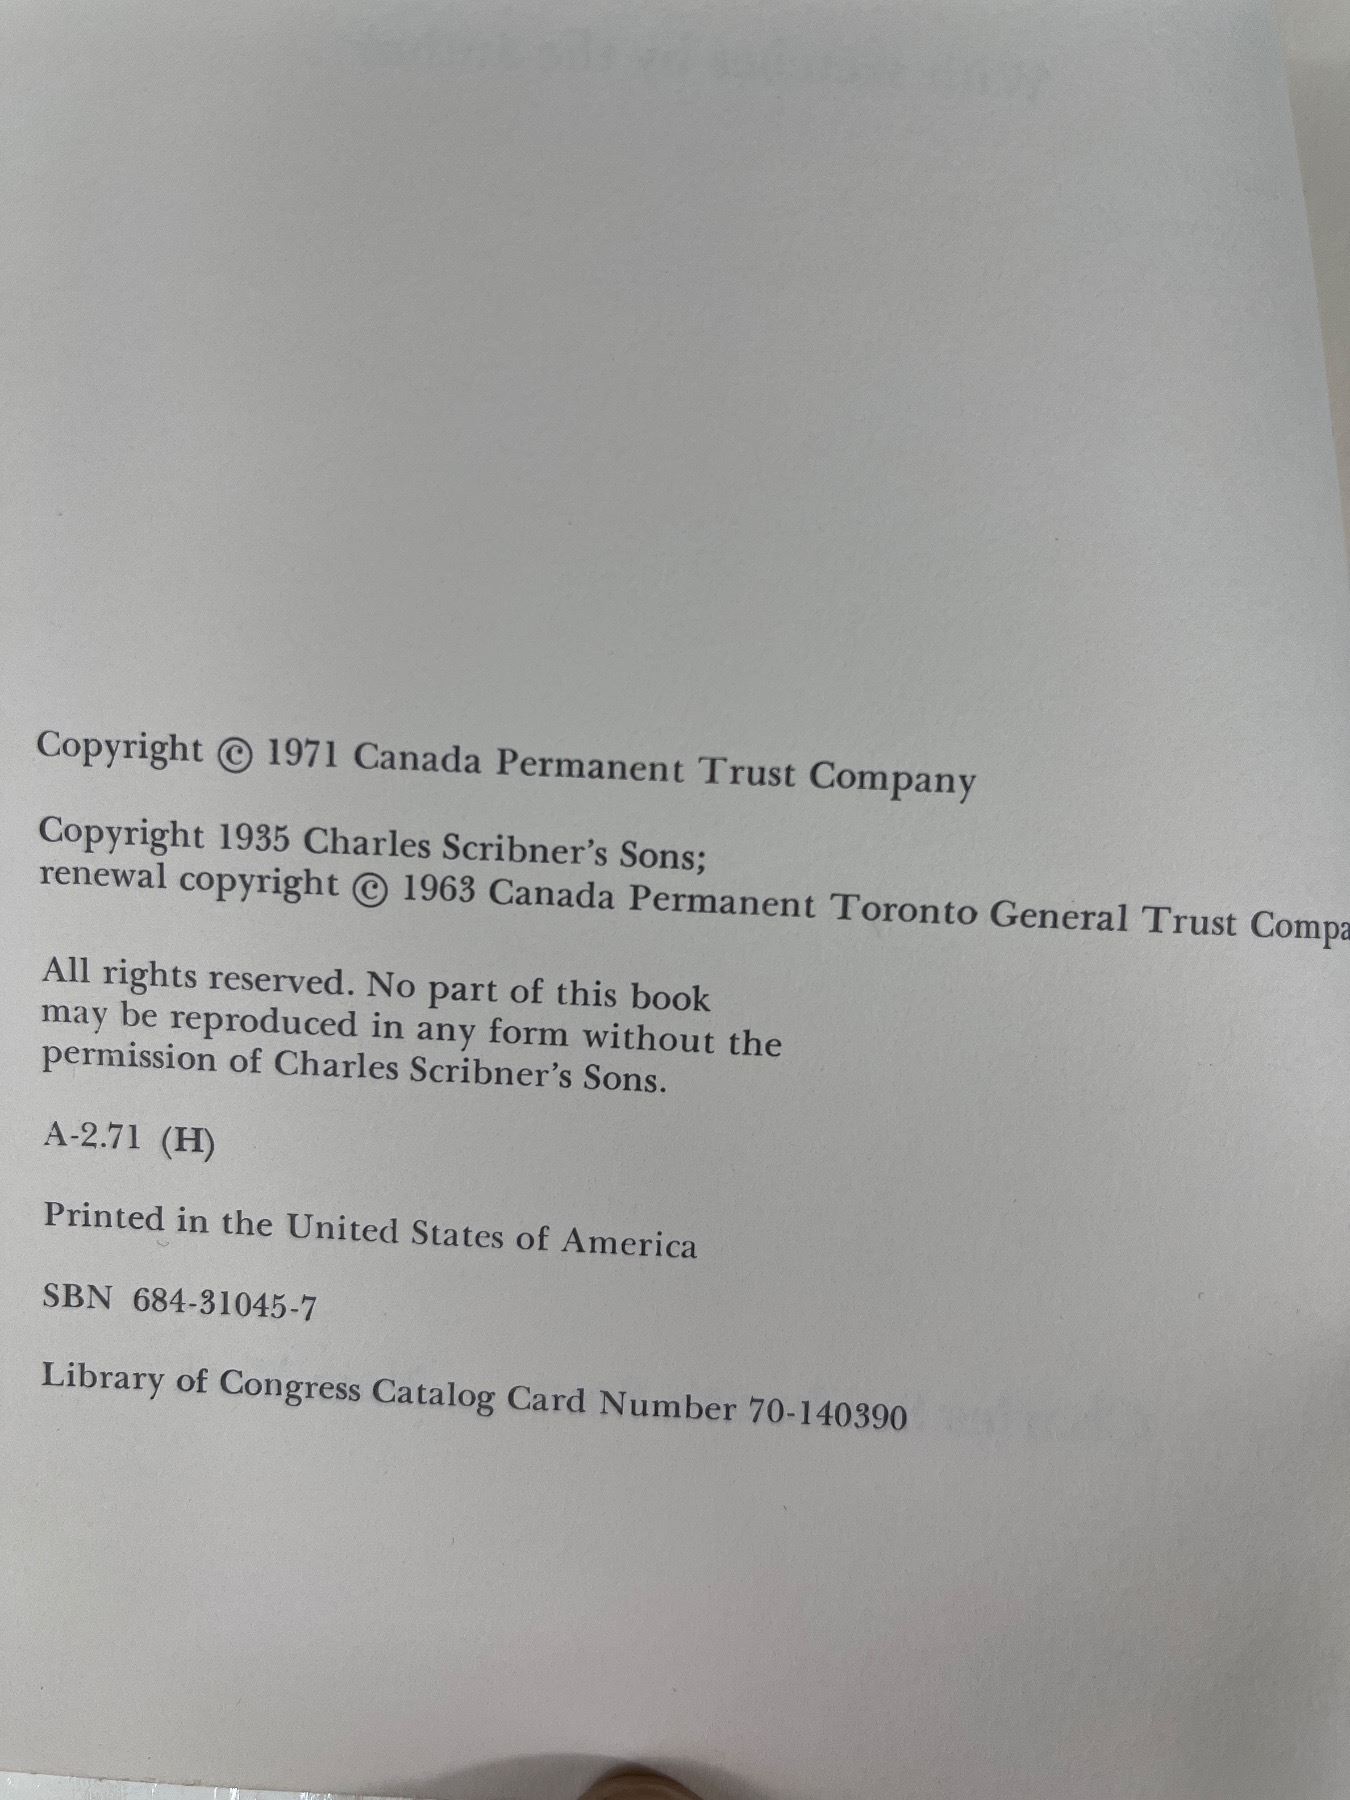 Copyright © 1971 Canada Permanent Trust Company
Copyright 1935 Charles Scribner's Sons;
renewal copyright © 1963 Canada Permanent Toronto General Trust Compa
All rights reserved. No part of this book
may be reproduced in any form without the
permission of Charles Scribner's Sons.
A-2.71 (H)
Printed in the United States of America
SBN 684-31045-7
Library of Congress Catalog Card Number 70-140390